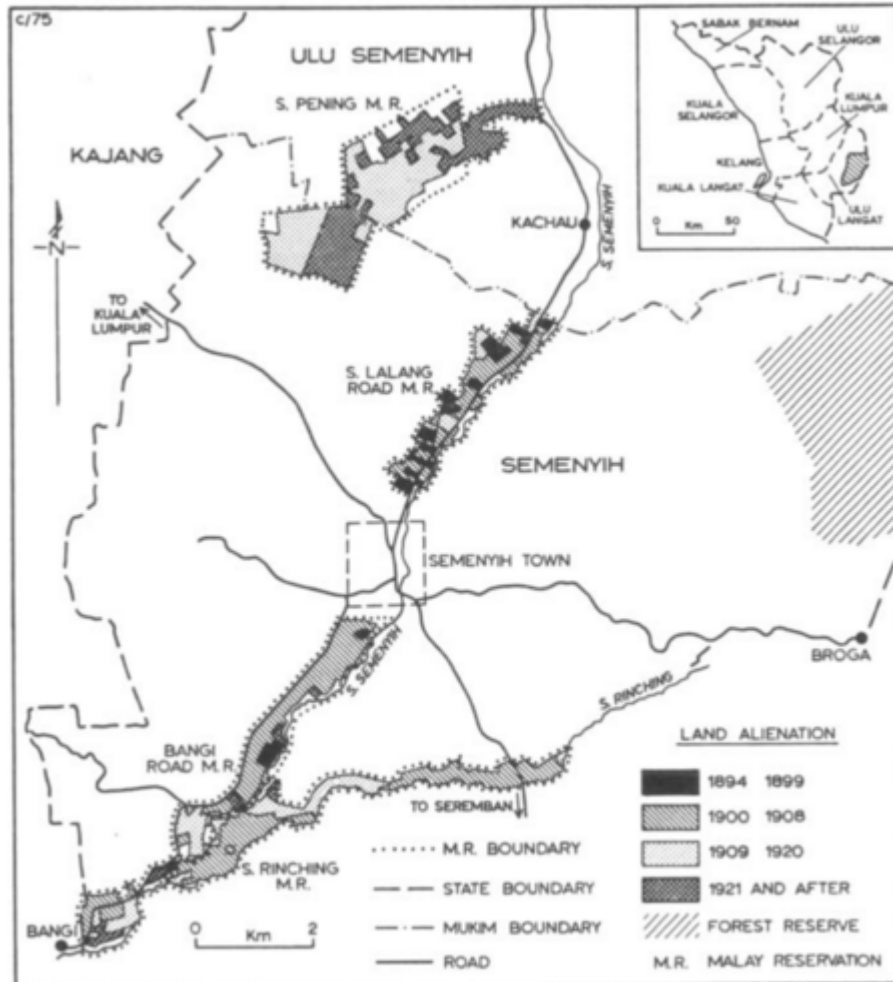 c/75
ULU SEMENYIH
S. PENING M.R.
KAJANG
N
TO
KUALA
LUMPUR
KACHAU
S. SEMENYIH
S. LALANG
ROAD M.R.
SEMENYIH
SEMENYIH TOWN
S. SEMENYIH
BROGA
S. RINCHING
BANGI
ROAD M.R.
TO SEREMBAN
S. RINCHING
M.R.
BANGI
0 Km 2
SABAK BERNAM
ULU
SELANGOR
KUALA
SELANGOR
KUALA
LUMPUR
KELANG
KUALA LANGAT
ULU
LANGAT
0 Km 50
LAND ALIENATION
1894 1899
1900 1908
1909 1920
1921 AND AFTER
FOREST RESERVE
M.R. MALAY RESERVATION
M.R. BOUNDARY
STATE BOUNDARY
MUKIM BOUNDARY
ROAD